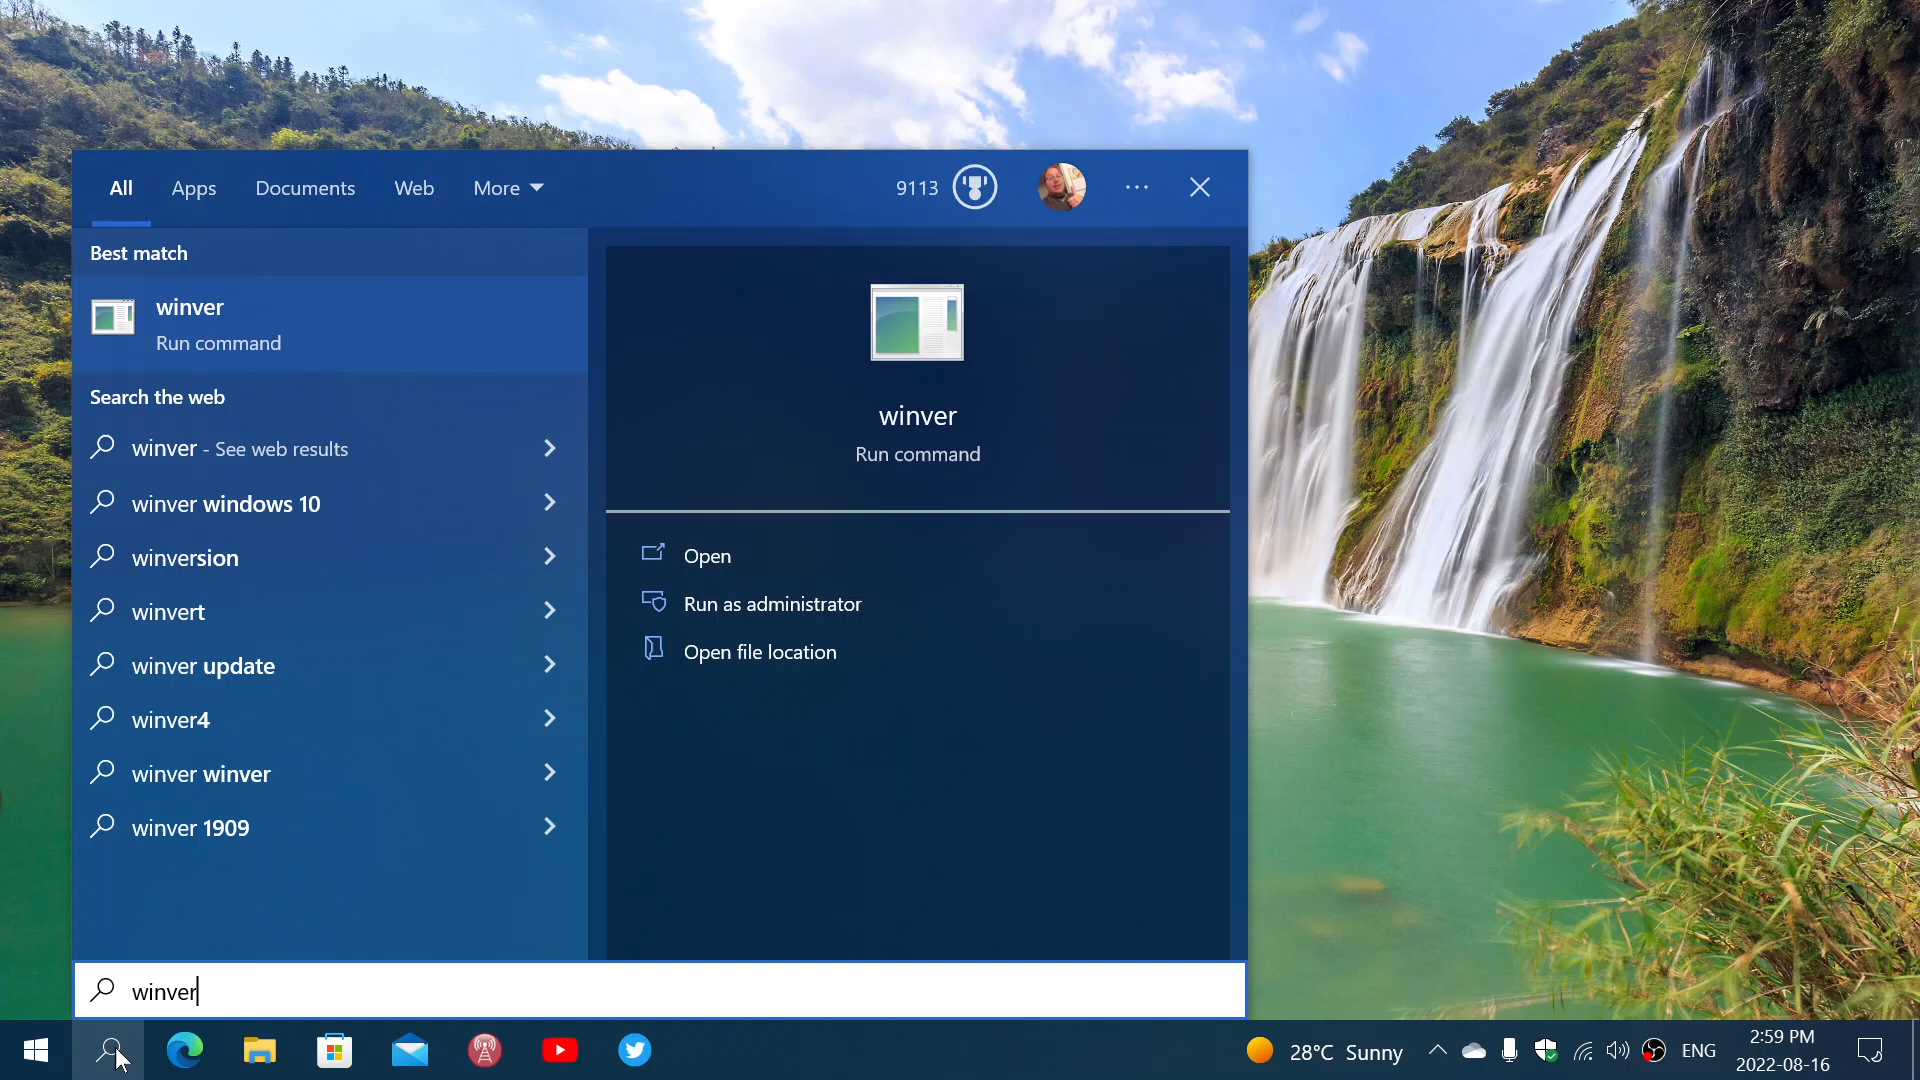 All Apps Documents Web More 9113
Best match
winver
Run command
Search the web
winver - See web results
winver windows 10
winversion
winvert
winver update
winver4
winver winver
winver 1909
winver
Run command
Open
Run as administrator
Open file location
winver
28°C Sunny
ENG
2:59 PM
2022-08-16